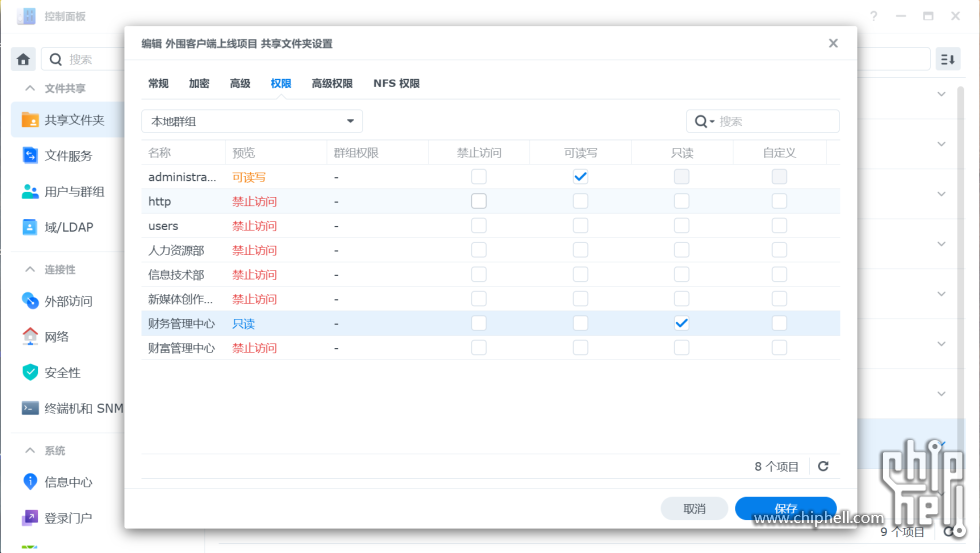 控制面板
搜索
文件共享
共享文件夹
文件服务
用户与群组
域/LDAP
连接性
外部访问
网络
安全性
终端机和 SNM
系统
信息中心
登录门户
编辑 外围客户端上线项目 共享文件夹设置
常规 加密 高级 权限 高级权限 NFS 权限
本地群组 搜索
名称 预览 群组权限 禁止访问 可读写 只读 自定义
administra... 可读写 -
http 禁止访问 -
users 禁止访问 -
人力资源部 禁止访问 -
信息技术部 禁止访问 -
新媒体创作... 禁止访问 -
财务管理中心 只读 -
财富管理中心 禁止访问 -
8 个项目
取消 保存
9 个项目
chip
hell
www.chiphell.com